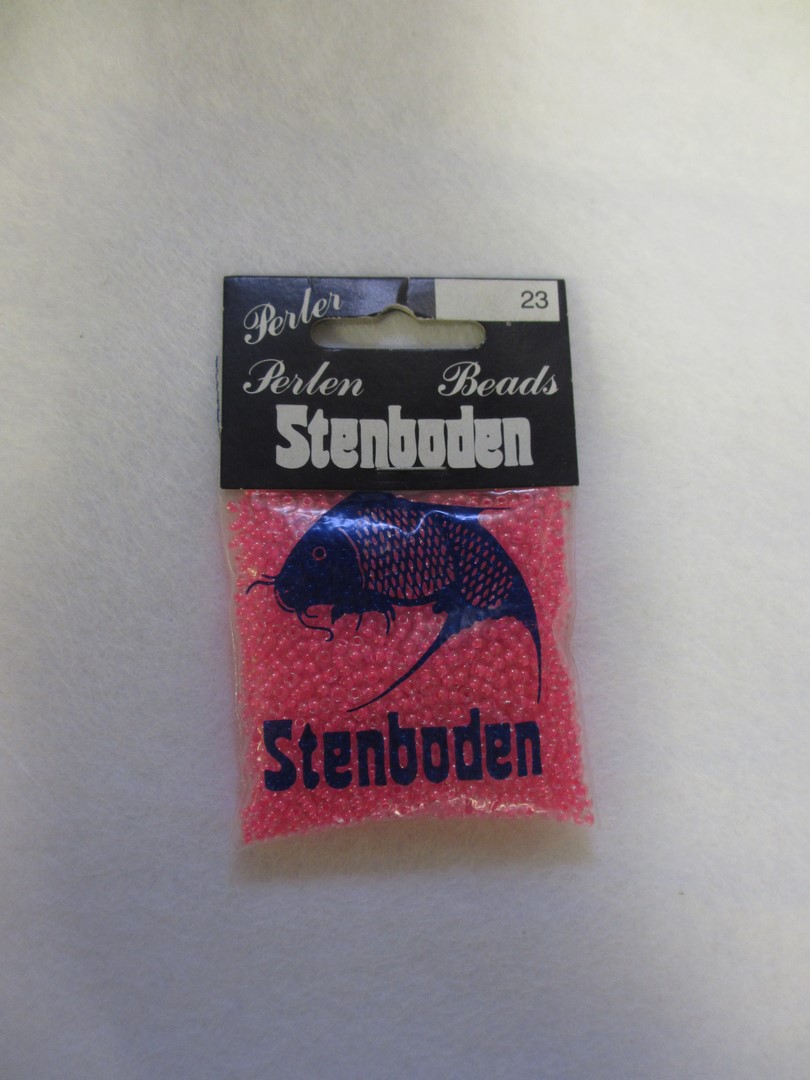 Perler
23
Perlen Beads
Stenboden
Stenboden